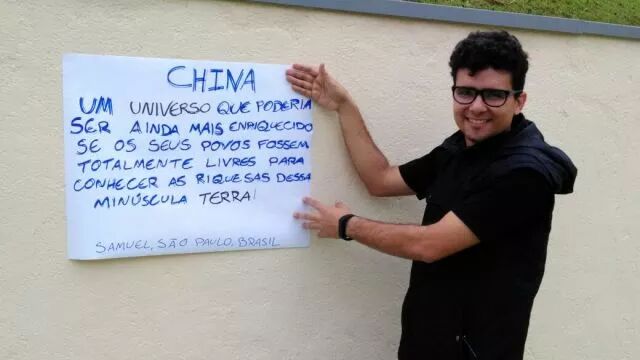 CHINA
UM UNIVERSO QUE PODERIA
SER AINDA MAIS ENRIQUECIDO
SE OS SEUS POVOS FOSSEM
TOTALMENTE LIVRES PARA
CONHECER AS RIQUESAS DESSA
MINÚSCULA TERRA!
SAMUEL, SÃO PAULO, BRASIL